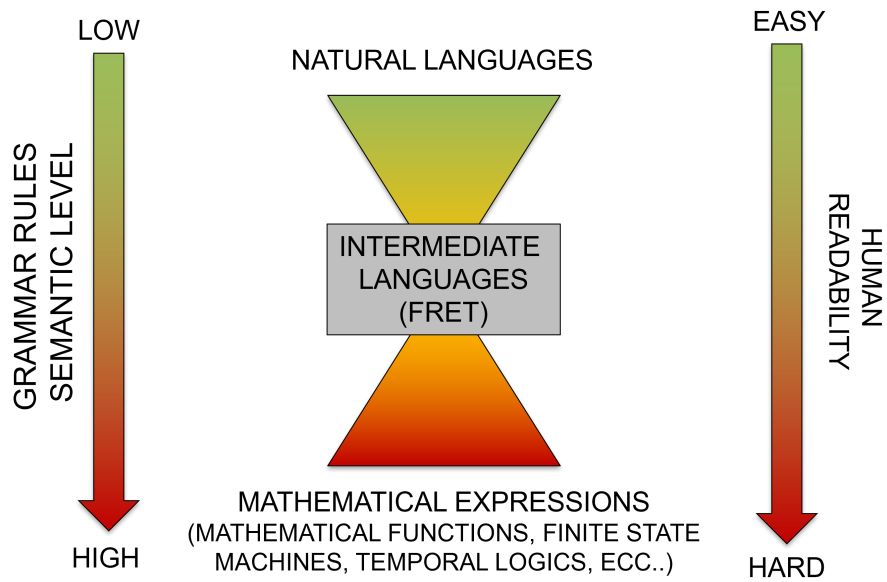 LOW
EASY
NATURAL LANGUAGES
GRAMMAR RULES
SEMANTIC LEVEL
INTERMEDIATE
LANGUAGES
(FRET)
HUMAN
READABILITY
MATHEMATICAL EXPRESSIONS
(MATHEMATICAL FUNCTIONS, FINITE STATE
MACHINES, TEMPORAL LOGICS, ECC..)
HIGH
HARD